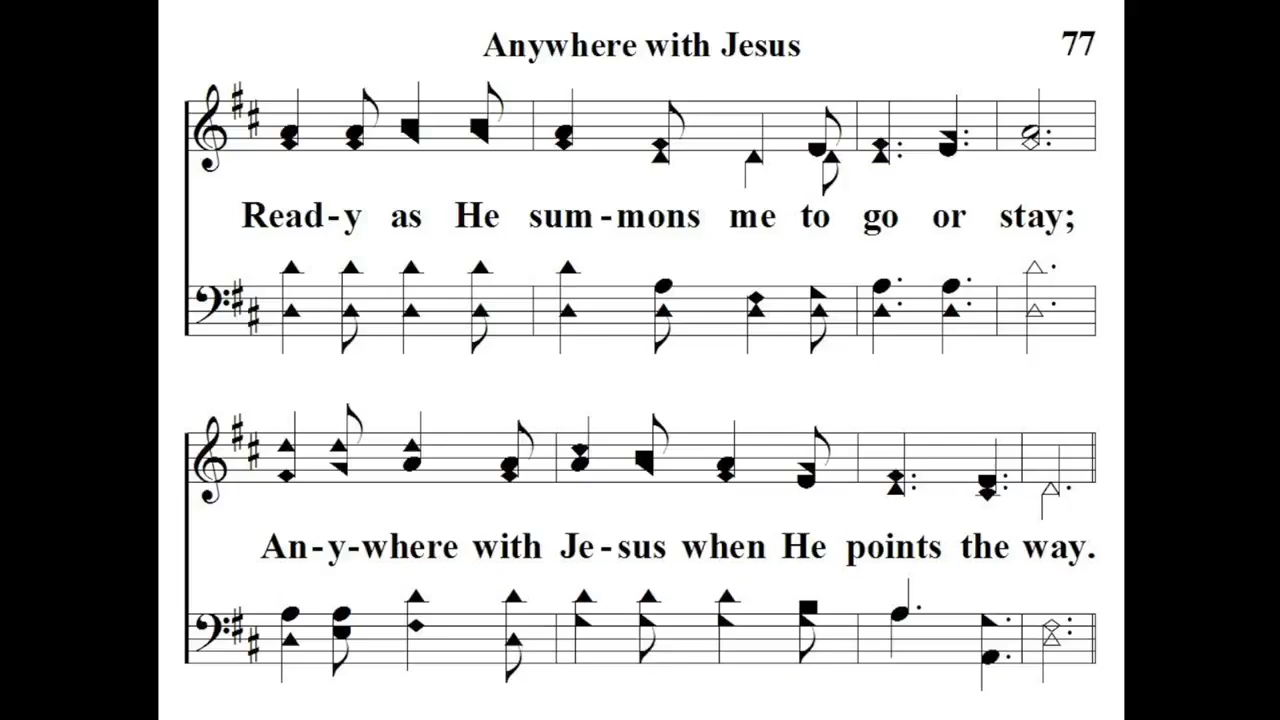 Anywhere with Jesus 77
Read-y as He sum-mons me to go or stay;
An-y-where with Je-sus when He points the way.